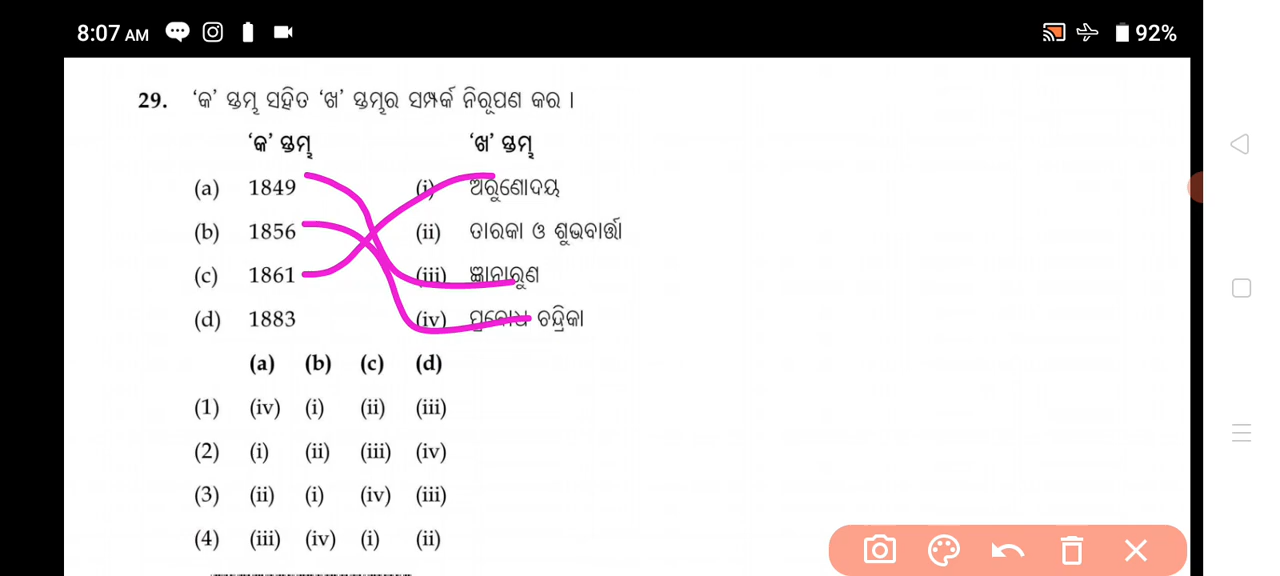 8:07 AM 92%
29. ‘କ’ ସ୍ତମ୍ଭ ସହିତ ‘ଖ’ ସ୍ତମ୍ଭର ସମ୍ପର୍କ ନିରୂପଣ କର ।
‘କ’ ସ୍ତମ୍ଭ ‘ଖ’ ସ୍ତମ୍ଭ
(a) 1849 (i) ଅରୁଣୋଦୟ
(b) 1856 (ii) ତାରକା ଓ ଶୁଭବାର୍ତ୍ତା
(c) 1861 (iii) ଜ୍ଞାନାରୁଣ
(d) 1883 (iv) ପ୍ରବୋଧ ଚନ୍ଦ୍ରିକା
(a) (b) (c) (d)
(1) (iv) (i) (ii) (iii)
(2) (i) (ii) (iii) (iv)
(3) (ii) (i) (iv) (iii)
(4) (iii) (iv) (i) (ii)